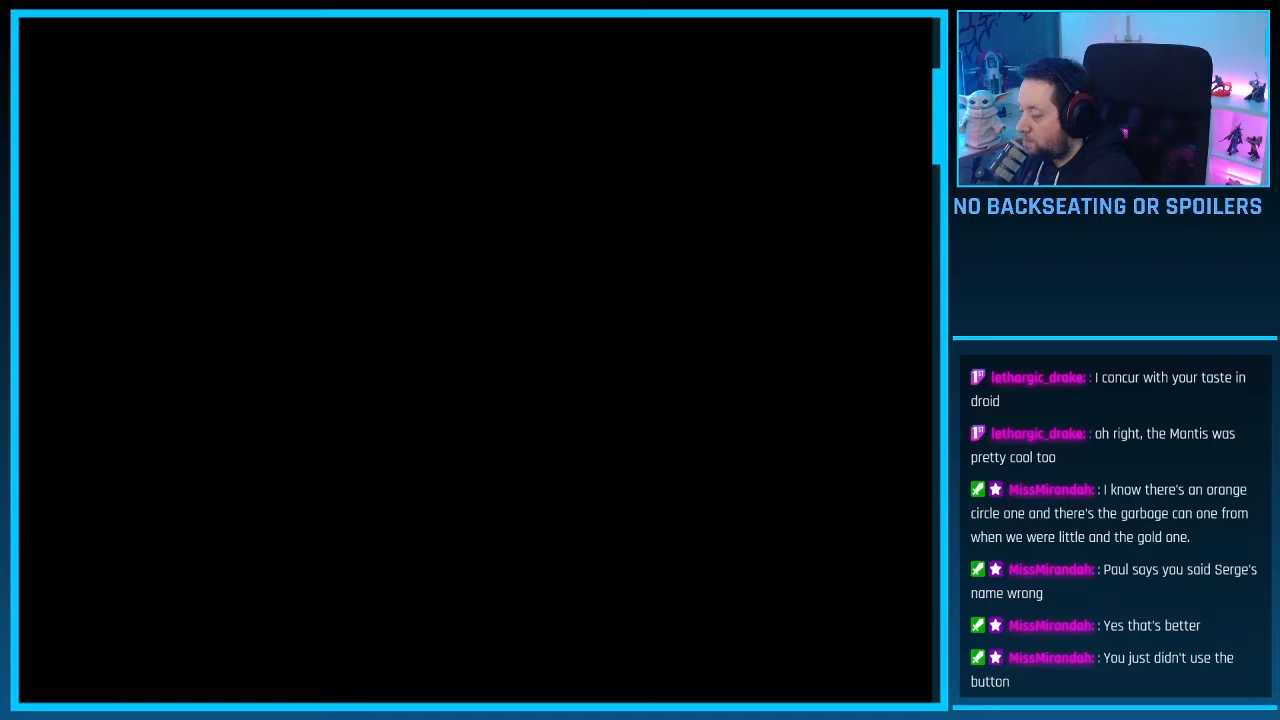 NO BACKSEATING OR SPOILERS
1ST lethargic_drake: : I concur with your taste in
droid
1ST lethargic_drake: : oh right, the Mantis was
pretty cool too
MissMirandah: : I know there's an orange
circle one and there's the garbage can one from
when we were little and the gold one.
MissMirandah: : Paul says you said Serge's
name wrong
MissMirandah: : Yes that's better
MissMirandah: : You just didn't use the
button